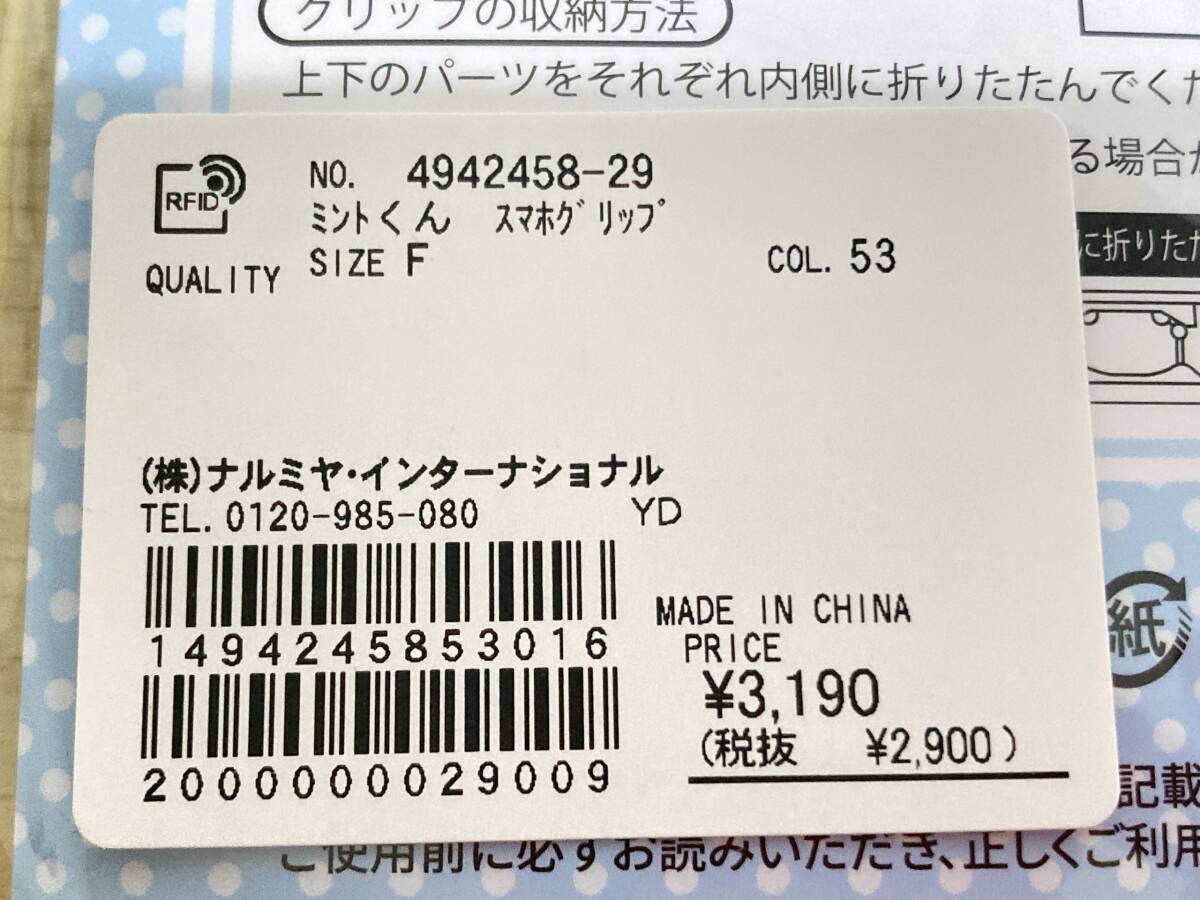 クリップの収納方法
上下のパーツをそれぞれ内側に折りたたんでくだ
る場合が
に折りたた
RFID
NO. 4942458-29
ミントくん スマホグリップ
SIZE F COL. 53
QUALITY
(株)ナルミヤ・インターナショナル
TEL. 0120-985-080 YD
1494245853016
2000000029009
MADE IN CHINA
PRICE
¥3,190
(税抜 ¥2,900)
紙
記載
ご使用前に必ずお読みいただき、正しくご利用